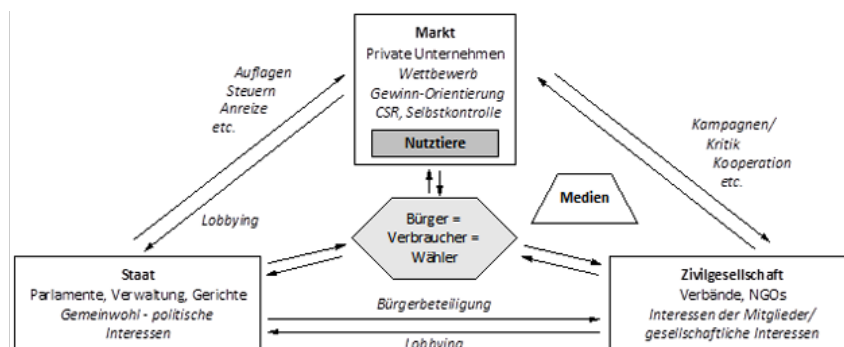 Markt
Private Unternehmen
Wettbewerb
Gewinn-Orientierung
CSR, Selbstkontrolle
Nutztiere
Auflagen
Steuern
Anreize
etc.
Lobbying
Kampagnen/
Kritik
Kooperation
etc.
Medien
Bürger =
Verbraucher =
Wähler
Staat
Parlamente, Verwaltung, Gerichte
Gemeinwohl - politische
Interessen
Bürgerbeteiligung
Lobbying
Zivilgesellschaft
Verbände, NGOs
Interessen der Mitglieder/
gesellschaftliche Interessen